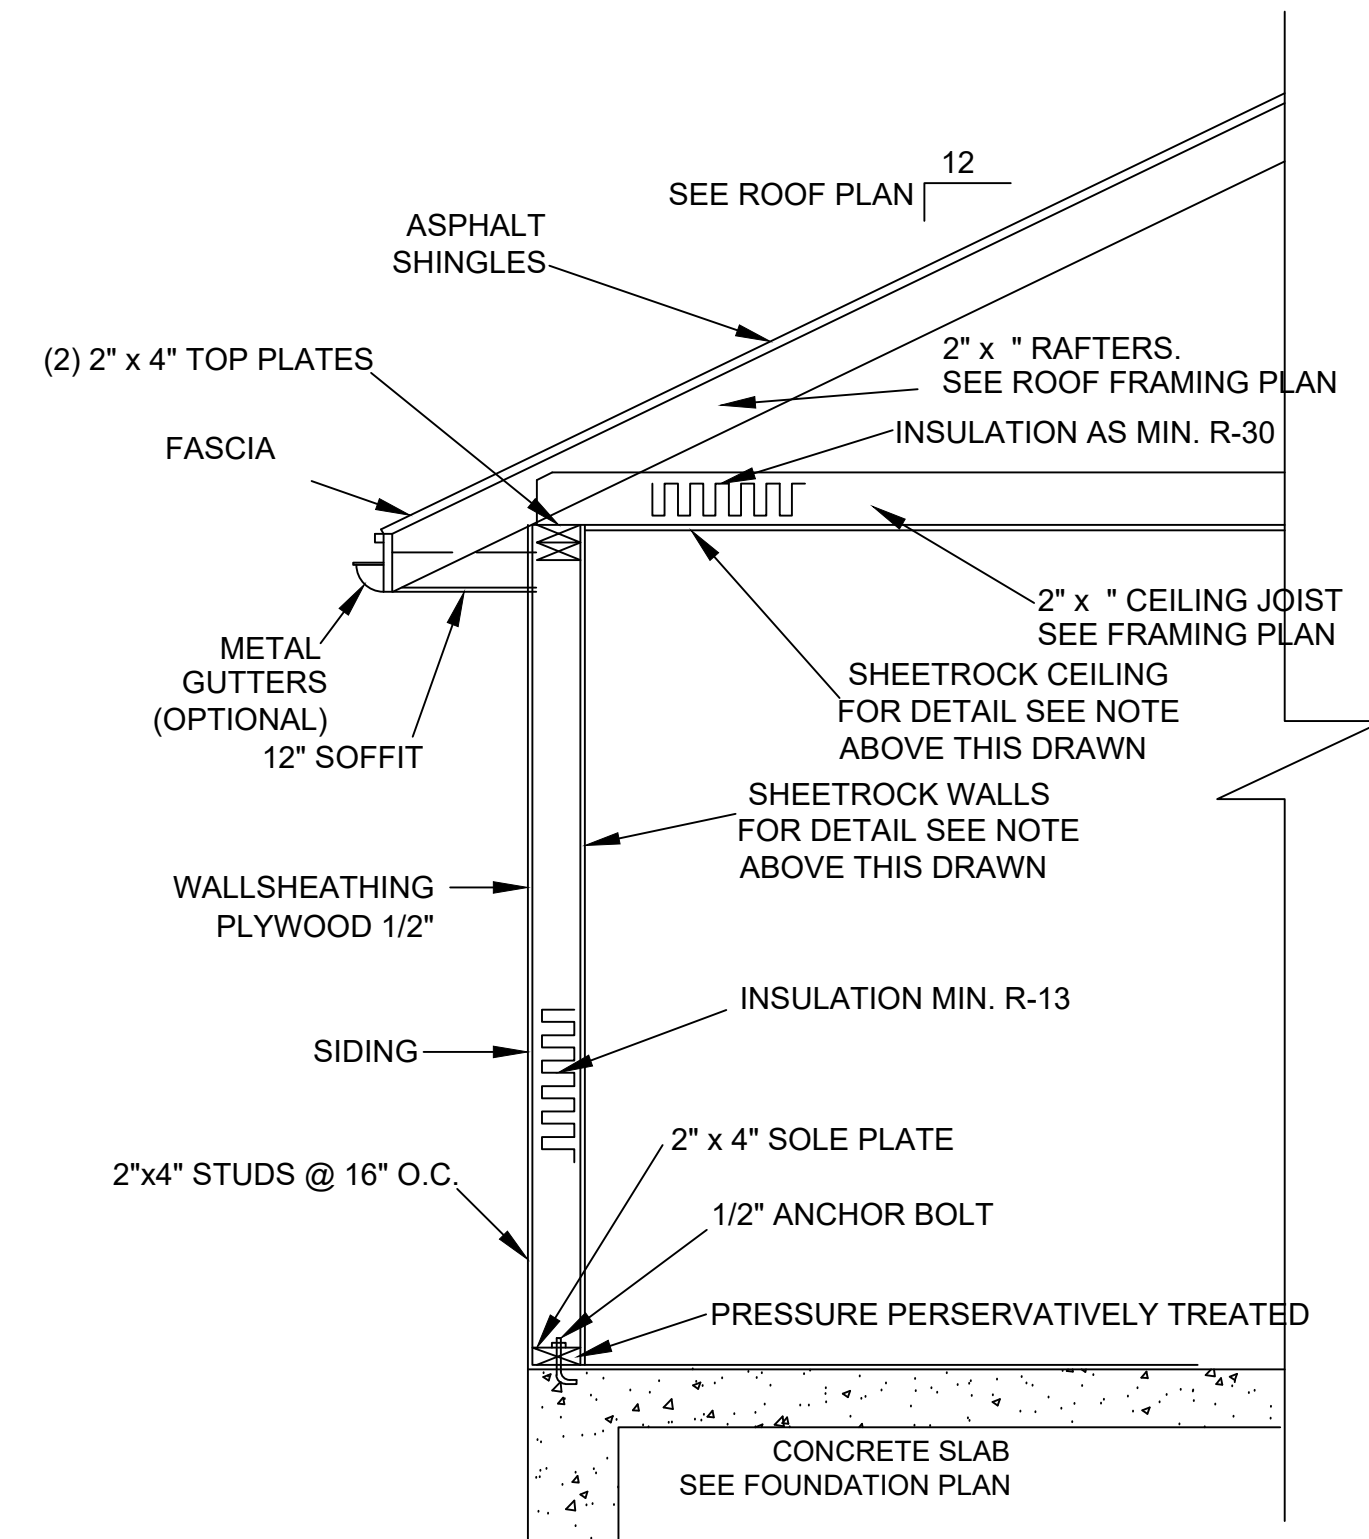 12
SEE ROOF PLAN
ASPHALT
SHINGLES
(2) 2" x 4" TOP PLATES
2" x  " RAFTERS.
SEE ROOF FRAMING PLAN
FASCIA
INSULATION AS MIN. R-30
2" x  " CEILING JOIST
SEE FRAMING PLAN
METAL
GUTTERS
(OPTIONAL)
12" SOFFIT
SHEETROCK CEILING
FOR DETAIL SEE NOTE
ABOVE THIS DRAWN
SHEETROCK WALLS
FOR DETAIL SEE NOTE
ABOVE THIS DRAWN
WALLSHEATHING
PLYWOOD 1/2"
INSULATION MIN. R-13
SIDING
2" x 4" SOLE PLATE
2"x4" STUDS @ 16" O.C.
1/2" ANCHOR BOLT
PRESSURE PERSERVATIVELY TREATED
CONCRETE SLAB
SEE FOUNDATION PLAN